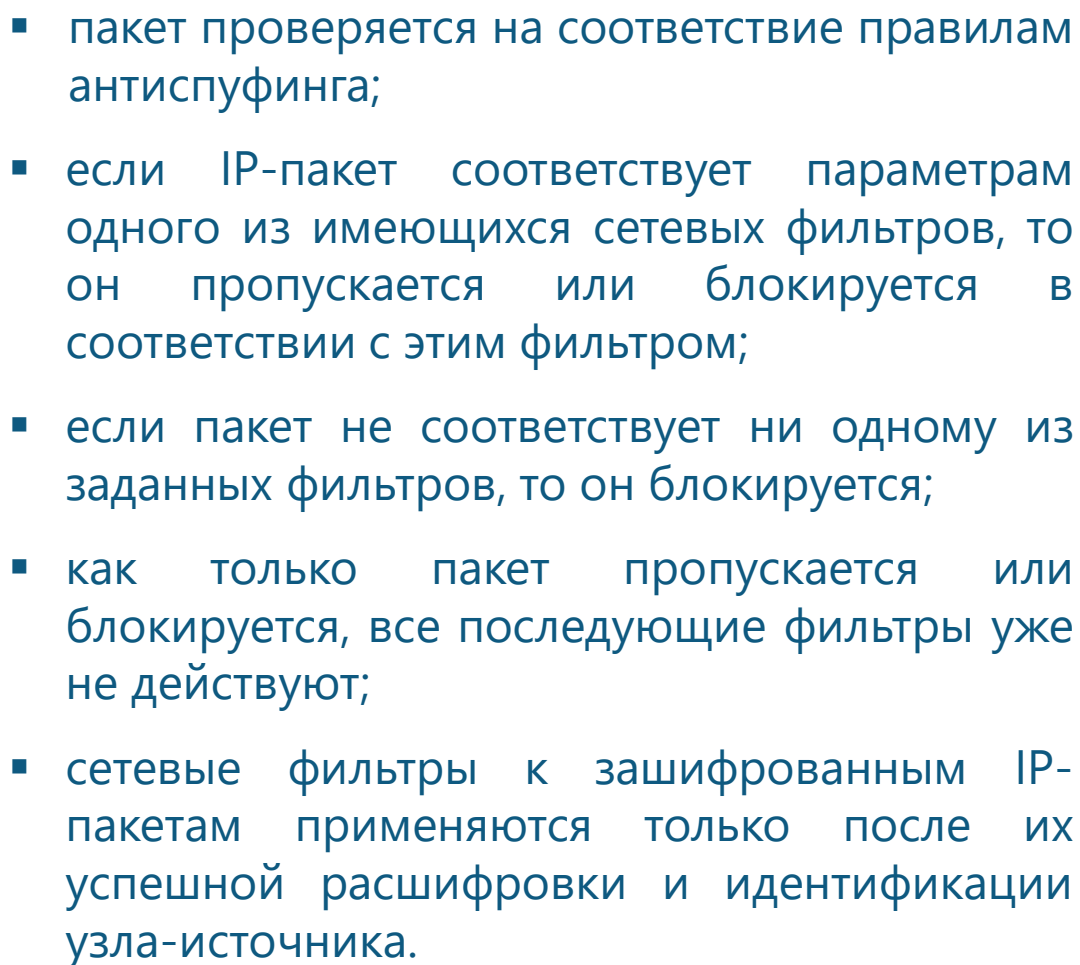 ▪ пакет проверяется на соответствие правилам
антиспуфинга;
▪ если IP-пакет соответствует параметрам
одного из имеющихся сетевых фильтров, то
он пропускается или блокируется в
соответствии с этим фильтром;
▪ если пакет не соответствует ни одному из
заданных фильтров, то он блокируется;
▪ как только пакет пропускается или
блокируется, все последующие фильтры уже
не действуют;
▪ сетевые фильтры к зашифрованным IP-
пакетам применяются только после их
успешной расшифровки и идентификации
узла-источника.